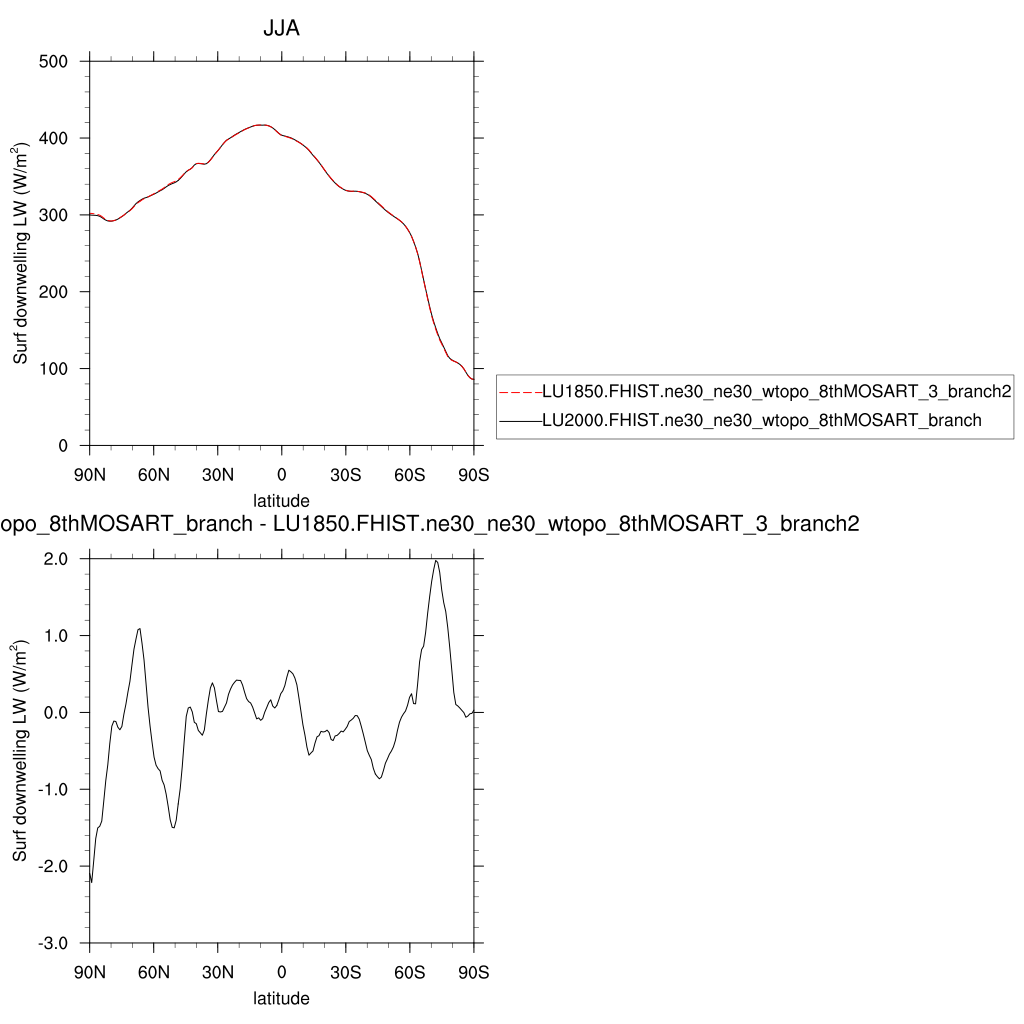 JJA
Surf downwelling LW (W/m²)
500
400
300
200
100
0
90N 60N 30N 0 30S 60S 90S
latitude
LU1850.FHIST.ne30_ne30_wtopo_8thMOSART_3_branch2
LU2000.FHIST.ne30_ne30_wtopo_8thMOSART_branch
opo_8thMOSART_branch - LU1850.FHIST.ne30_ne30_wtopo_8thMOSART_3_branch2
Surf downwelling LW (W/m²)
2.0
1.0
0.0
-1.0
-2.0
-3.0
90N 60N 30N 0 30S 60S 90S
latitude